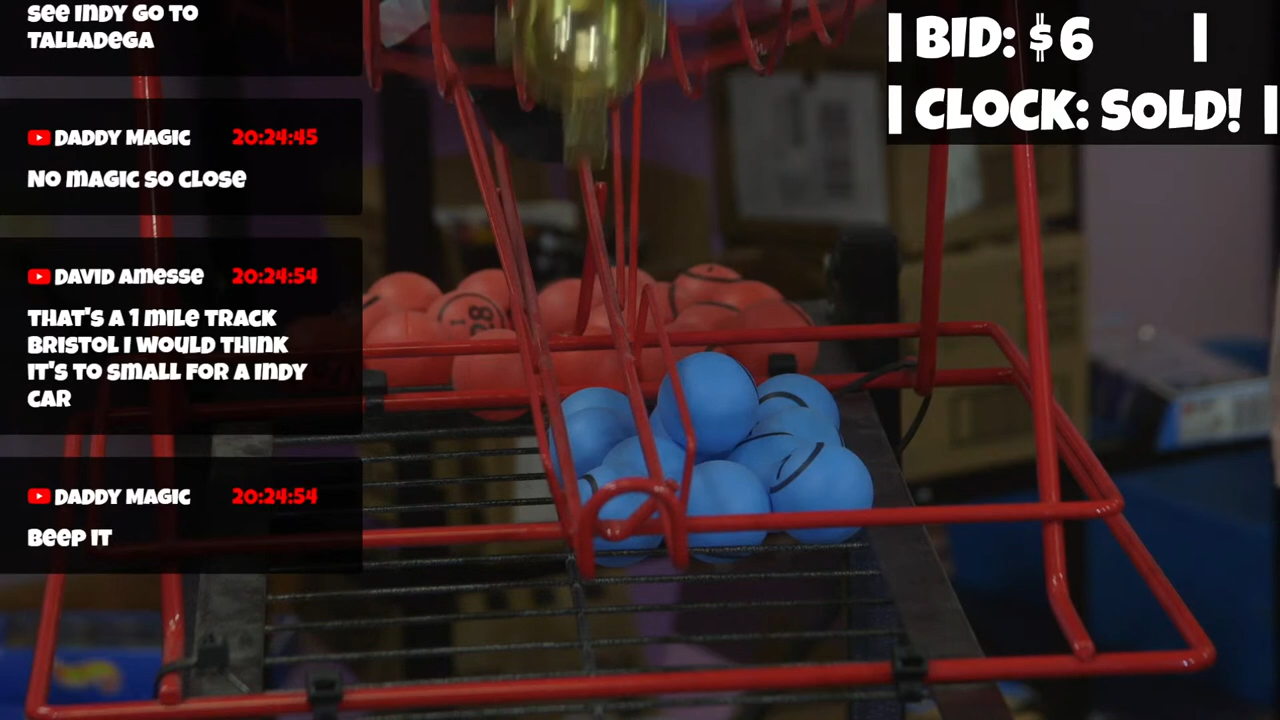 see Indy go to
Talladega
Daddy Magic 20:24:45
No magic so close
David Amesse 20:24:54
That's a 1 mile track
Bristol I would think
it's to small for a Indy
car
Daddy Magic 20:24:54
Beep it
| BID: $6 |
| CLOCK: SOLD! |
28